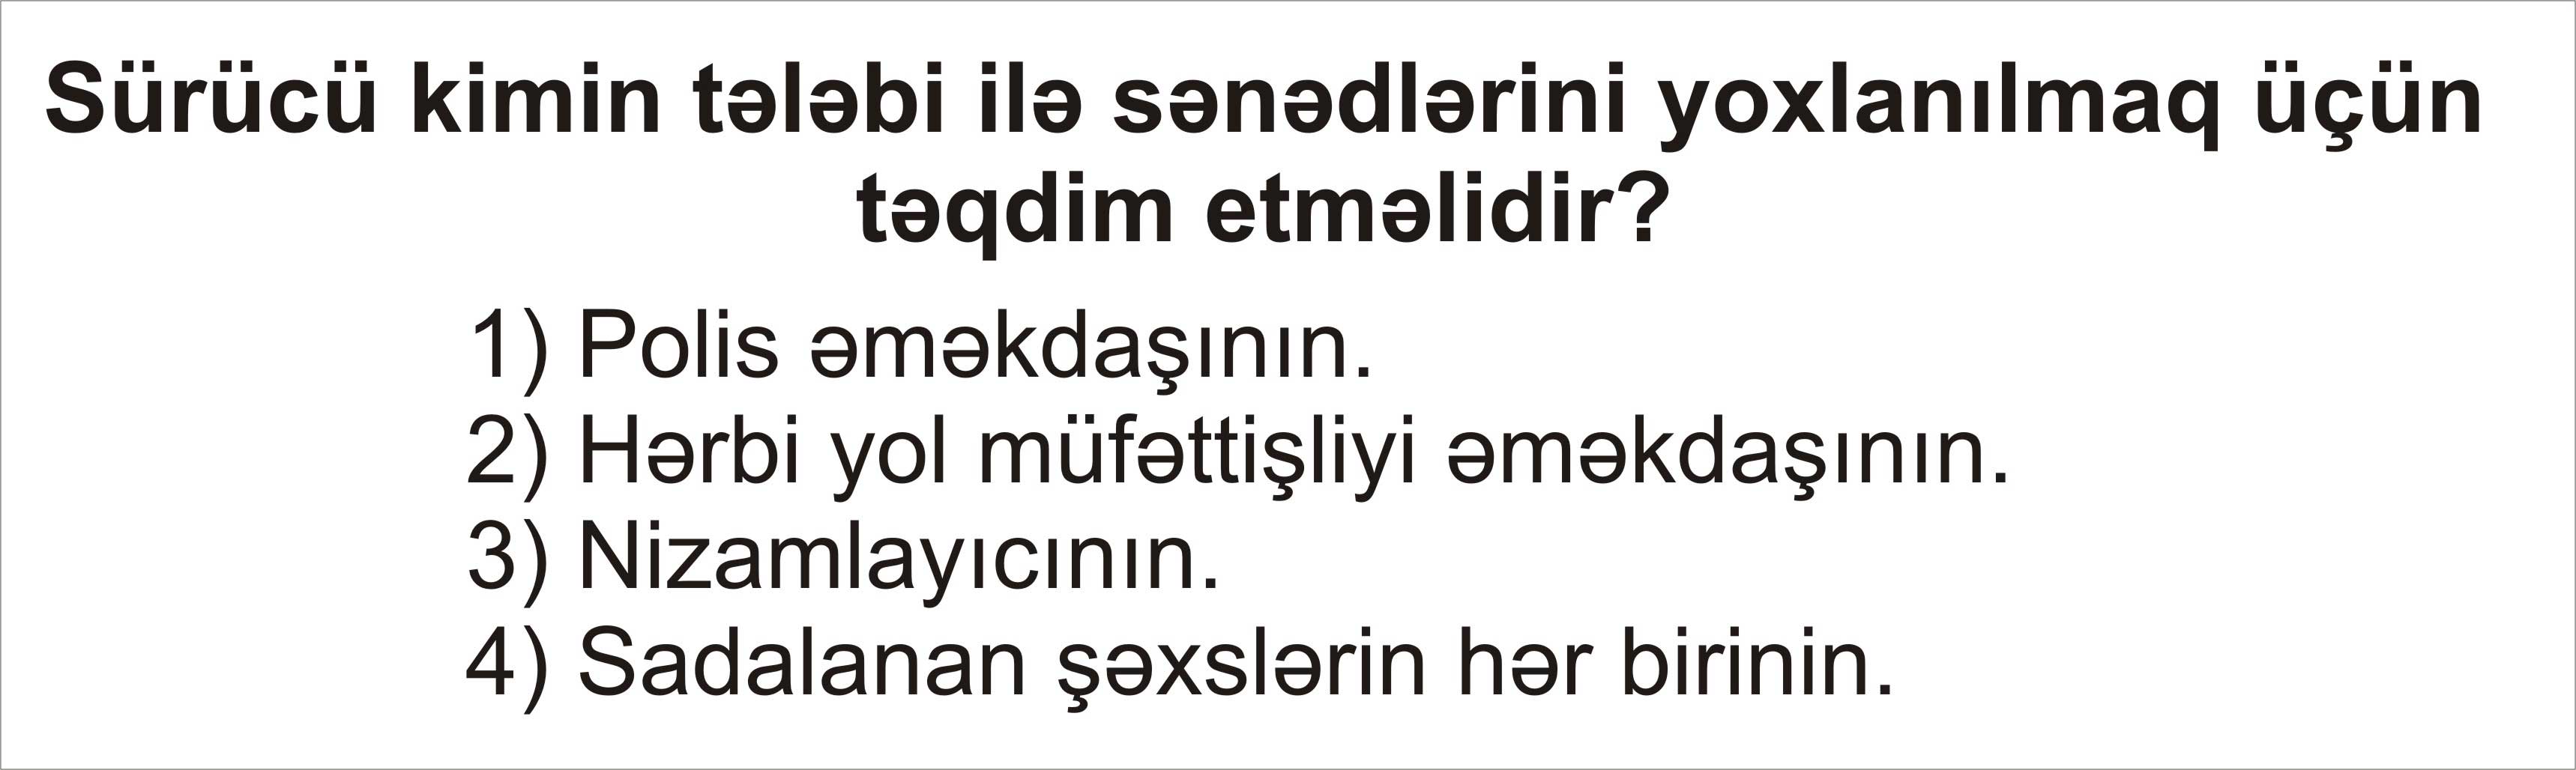 Sürücü kimin tələbi ilə sənədlərini yoxlanılmaq üçün
təqdim etməlidir?
1) Polis əməkdaşının.
2) Hərbi yol müfəttişliyi əməkdaşının.
3) Nizamlayıcının.
4) Sadalanan şəxslərin hər birinin.